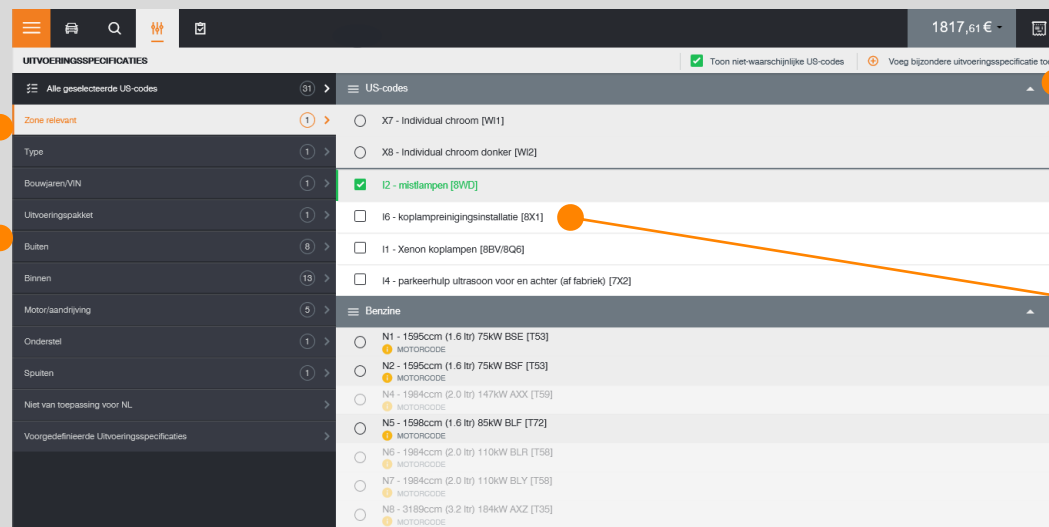 1817,61 €
UITVOERINGSSPECIFICATIES
Toon niet-waarschijnlijke US-codes
Voeg bijzondere uitvoeringsspecificatie
Alle geselecteerde US-codes 31
Zone relevant 1
Type 1
Bouwjaren/VIN 1
Uitvoeringspakket 1
Buiten 8
Binnen 13
Motor/aandrijving 5
Onderstel 1
Spuiten 1
Niet van toepassing voor NL
Voorgedefinieerde Uitvoeringsspecificaties
US-codes
X7 - Individual chroom [WI1]
X8 - Individual chroom donker [WI2]
I2 - mistlampen [8WD]
I6 - koplampreinigingsinstallatie [8X1]
I1 - Xenon koplampen [8BV/8Q6]
I4 - parkeerhulp ultrasoon voor en achter (af fabriek) [7X2]
Benzine
N1 - 1595ccm (1.6 ltr) 75kW BSE [T53]
MOTORCODE
N2 - 1595ccm (1.6 ltr) 75kW BSF [T53]
MOTORCODE
N4 - 1984ccm (2.0 ltr) 147kW AXX [T59]
MOTORCODE
N5 - 1598ccm (1.6 ltr) 85kW BLF [T72]
MOTORCODE
N6 - 1984ccm (2.0 ltr) 110kW BLR [T58]
MOTORCODE
N7 - 1984ccm (2.0 ltr) 110kW BLY [T58]
MOTORCODE
N8 - 3189ccm (3.2 ltr) 184kW AXZ [T35]
MOTORCODE